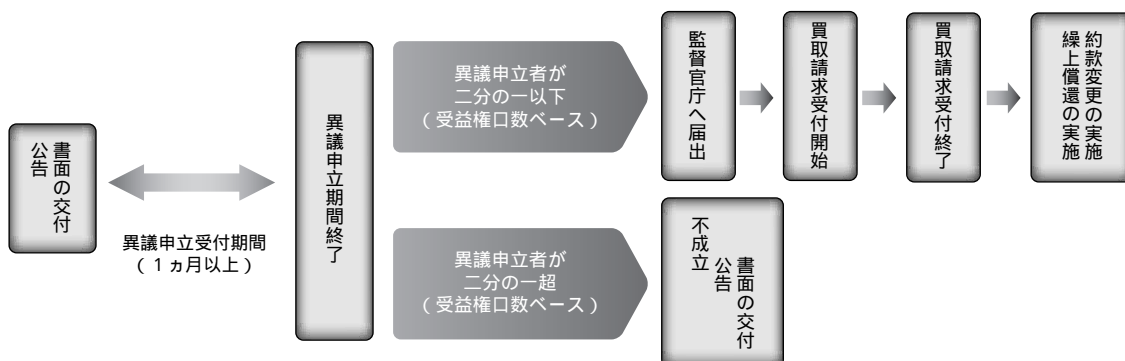 書面の交付
公告
異議申立受付期間
（１ヵ月以上）
異議申立期間終了
異議申立者が
二分の一以下
（受益権口数ベース）
監督官庁へ届出
買取請求受付開始
買取請求受付終了
約款変更の実施
繰上償還の実施
異議申立者が
二分の一超
（受益権口数ベース）
書面の交付
公告
不成立